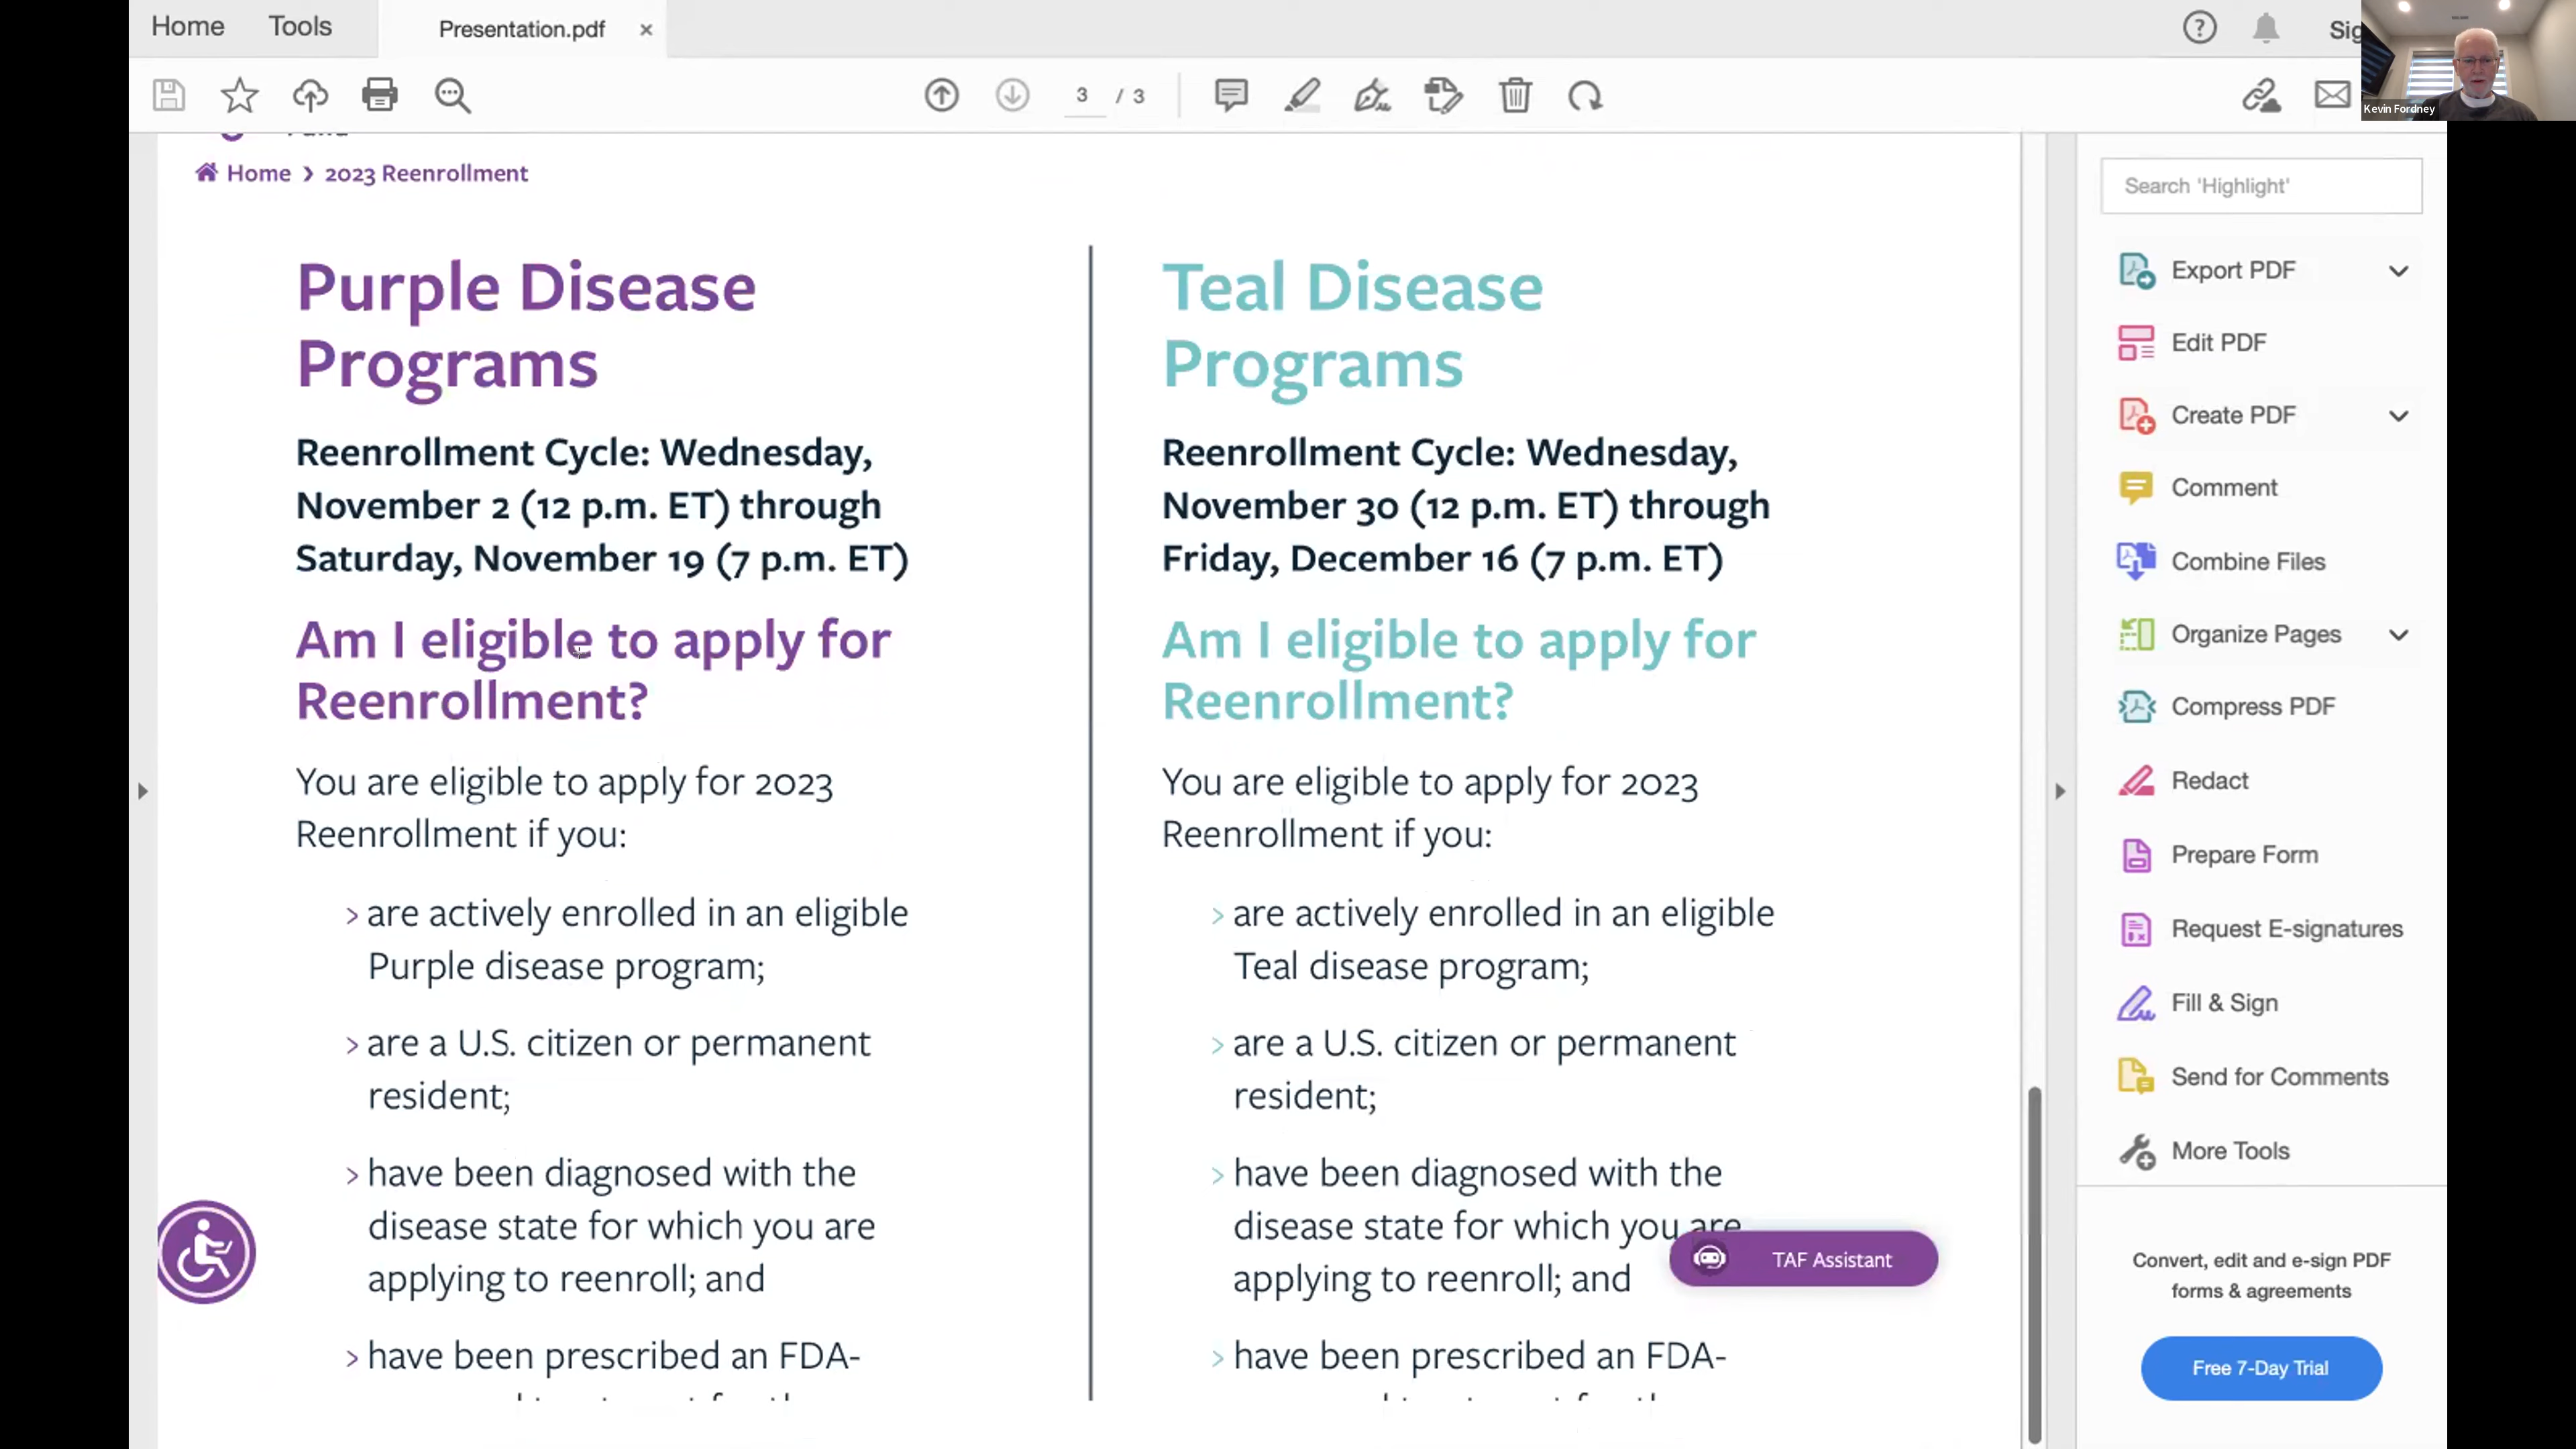 Home
Tools
Presentation.pdf
3 / 3
Kevin Fordney
Home > 2023 Reenrollment
Purple Disease
Programs
Reenrollment Cycle: Wednesday,
November 2 (12 p.m. ET) through
Saturday, November 19 (7 p.m. ET)
Am I eligible to apply for
Reenrollment?
You are eligible to apply for 2023
Reenrollment if you:
> are actively enrolled in an eligible
Purple disease program;
> are a U.S. citizen or permanent
resident;
> have been diagnosed with the
disease state for which you are
applying to reenroll; and
> have been prescribed an FDA-
Teal Disease
Programs
Reenrollment Cycle: Wednesday,
November 30 (12 p.m. ET) through
Friday, December 16 (7 p.m. ET)
Am I eligible to apply for
Reenrollment?
You are eligible to apply for 2023
Reenrollment if you:
> are actively enrolled in an eligible
Teal disease program;
> are a U.S. citizen or permanent
resident;
> have been diagnosed with the
disease state for which you are
applying to reenroll; and
> have been prescribed an FDA-
TAF Assistant
Search 'Highlight'
Export PDF
Edit PDF
Create PDF
Comment
Combine Files
Organize Pages
Compress PDF
Redact
Prepare Form
Request E-signatures
Fill & Sign
Send for Comments
More Tools
Convert, edit and e-sign PDF
forms & agreements
Free 7-Day Trial